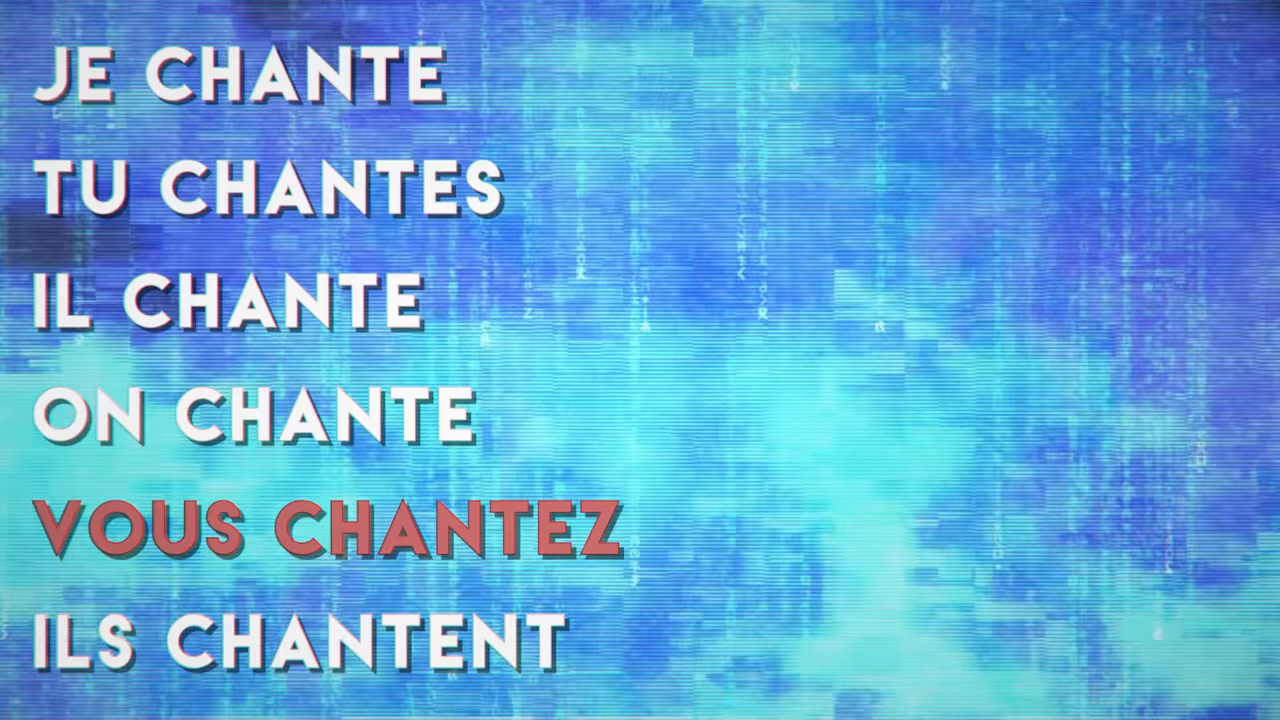 JE CHANTE
TU CHANTES
IL CHANTE
ON CHANTE
VOUS CHANTEZ
ILS CHANTENT